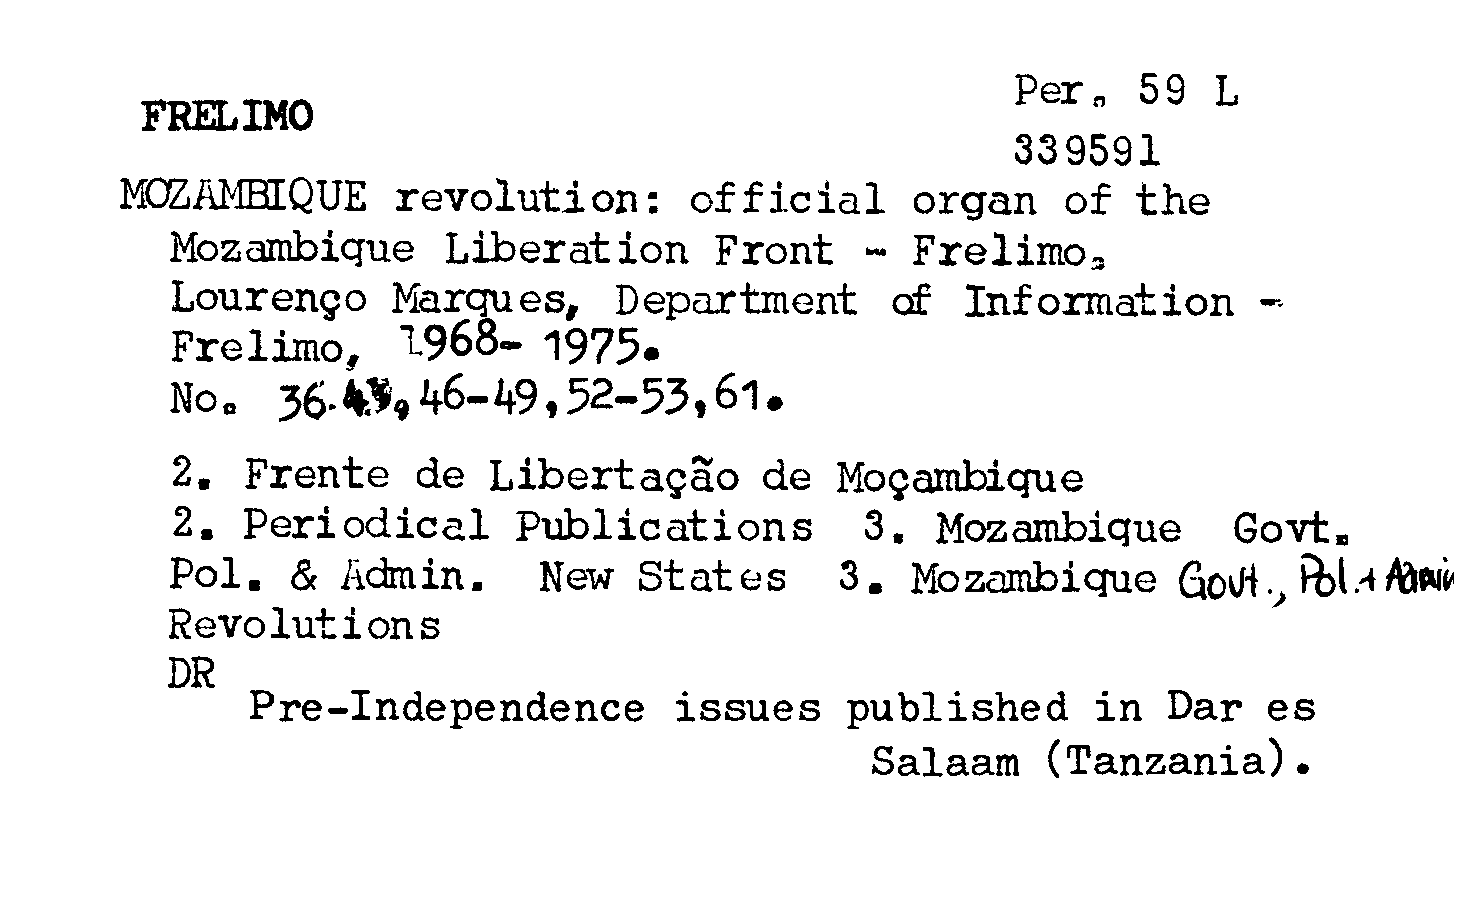 FRELIMO
Per. 59 L
339591
MOZAMBIQUE revolution: official organ of the
Mozambique Liberation Front - Frelimo.
Lourenço Marques, Department of Information -
Frelimo, 1968- 1975.
No. 36- 46-49,52-53,61.
2. Frente de Libertação de Moçambique
2. Periodical Publications 3. Mozambique Govt.
Pol. & Admin. New States 3. Mozambique Govt., Pol. + Admin
Revolutions
DR
Pre-Independence issues published in Dar es
Salaam (Tanzania).